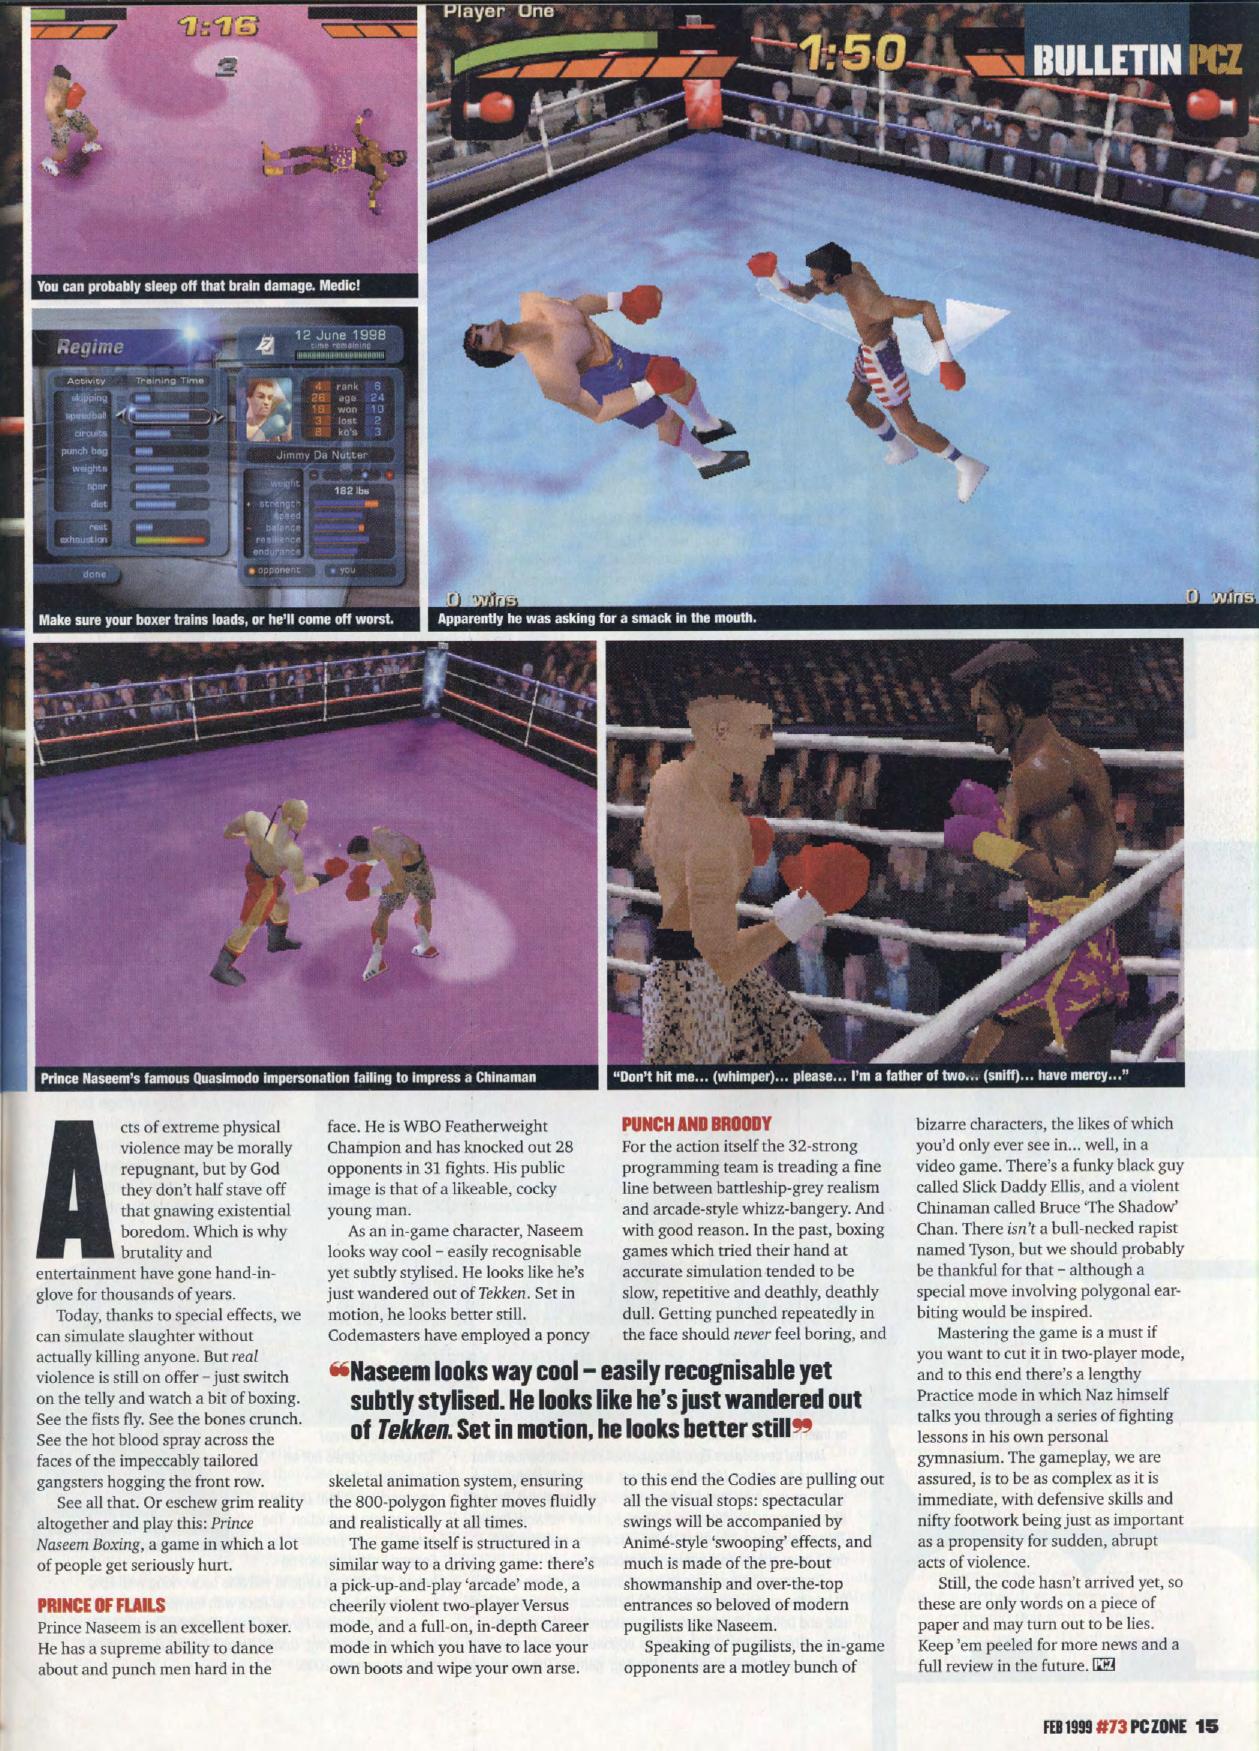 1:16
2
You can probably sleep off that brain damage. Medic!
Player One
1:50
BULLETIN PCZ
0 wins
0 wins
Apparently he was asking for a smack in the mouth.
Regime
12 June 1998
time remaining
Activity Training Time
skipping
speedball
circuits
punch bag
weights
spar
diet
rest
exhaustion
done
4 rank 6
26 age 24
15 won 10
3 lost 2
8 ko's 3
Jimmy Da Nutter
weight
182 lbs
+ strength
speed
- balance
resilience
endurance
opponent you
Make sure your boxer trains loads, or he'll come off worst.
Prince Naseem's famous Quasimodo impersonation failing to impress a Chinaman
"Don't hit me... (whimper)... please... I'm a father of two... (sniff)... have mercy..."
Acts of extreme physical
violence may be morally
repugnant, but by God
they don't half stave off
that gnawing existential
boredom. Which is why
brutality and
entertainment have gone hand-in-
glove for thousands of years.
Today, thanks to special effects, we
can simulate slaughter without
actually killing anyone. But real
violence is still on offer – just switch
on the telly and watch a bit of boxing.
See the fists fly. See the bones crunch.
See the hot blood spray across the
faces of the impeccably tailored
gangsters hogging the front row.
See all that. Or eschew grim reality
altogether and play this: Prince
Naseem Boxing, a game in which a lot
of people get seriously hurt.
PRINCE OF FLAILS
Prince Naseem is an excellent boxer.
He has a supreme ability to dance
about and punch men hard in the
face. He is WBO Featherweight
Champion and has knocked out 28
opponents in 31 fights. His public
image is that of a likeable, cocky
young man.
As an in-game character, Naseem
looks way cool – easily recognisable
yet subtly stylised. He looks like he's
just wandered out of Tekken. Set in
motion, he looks better still.
Codemasters have employed a poncy
“Naseem looks way cool – easily recognisable yet
subtly stylised. He looks like he's just wandered out
of Tekken. Set in motion, he looks better still”
skeletal animation system, ensuring
the 800-polygon fighter moves fluidly
and realistically at all times.
The game itself is structured in a
similar way to a driving game: there's
a pick-up-and-play 'arcade' mode, a
cheerily violent two-player Versus
mode, and a full-on, in-depth Career
mode in which you have to lace your
own boots and wipe your own arse.
PUNCH AND BROODY
For the action itself the 32-strong
programming team is treading a fine
line between battleship-grey realism
and arcade-style whizz-bangery. And
with good reason. In the past, boxing
games which tried their hand at
accurate simulation tended to be
slow, repetitive and deathly, deathly
dull. Getting punched repeatedly in
the face should never feel boring, and
to this end the Codies are pulling out
all the visual stops: spectacular
swings will be accompanied by
Animé-style 'swooping' effects, and
much is made of the pre-bout
showmanship and over-the-top
entrances so beloved of modern
pugilists like Naseem.
Speaking of pugilists, the in-game
opponents are a motley bunch of
bizarre characters, the likes of which
you'd only ever see in... well, in a
video game. There's a funky black guy
called Slick Daddy Ellis, and a violent
Chinaman called Bruce 'The Shadow'
Chan. There isn't a bull-necked rapist
named Tyson, but we should probably
be thankful for that – although a
special move involving polygonal ear-
biting would be inspired.
Mastering the game is a must if
you want to cut it in two-player mode,
and to this end there's a lengthy
Practice mode in which Naz himself
talks you through a series of fighting
lessons in his own personal
gymnasium. The gameplay, we are
assured, is to be as complex as it is
immediate, with defensive skills and
nifty footwork being just as important
as a propensity for sudden, abrupt
acts of violence.
Still, the code hasn't arrived yet, so
these are only words on a piece of
paper and may turn out to be lies.
Keep 'em peeled for more news and a
full review in the future. PCZ
FEB 1999 #73 PC ZONE 15